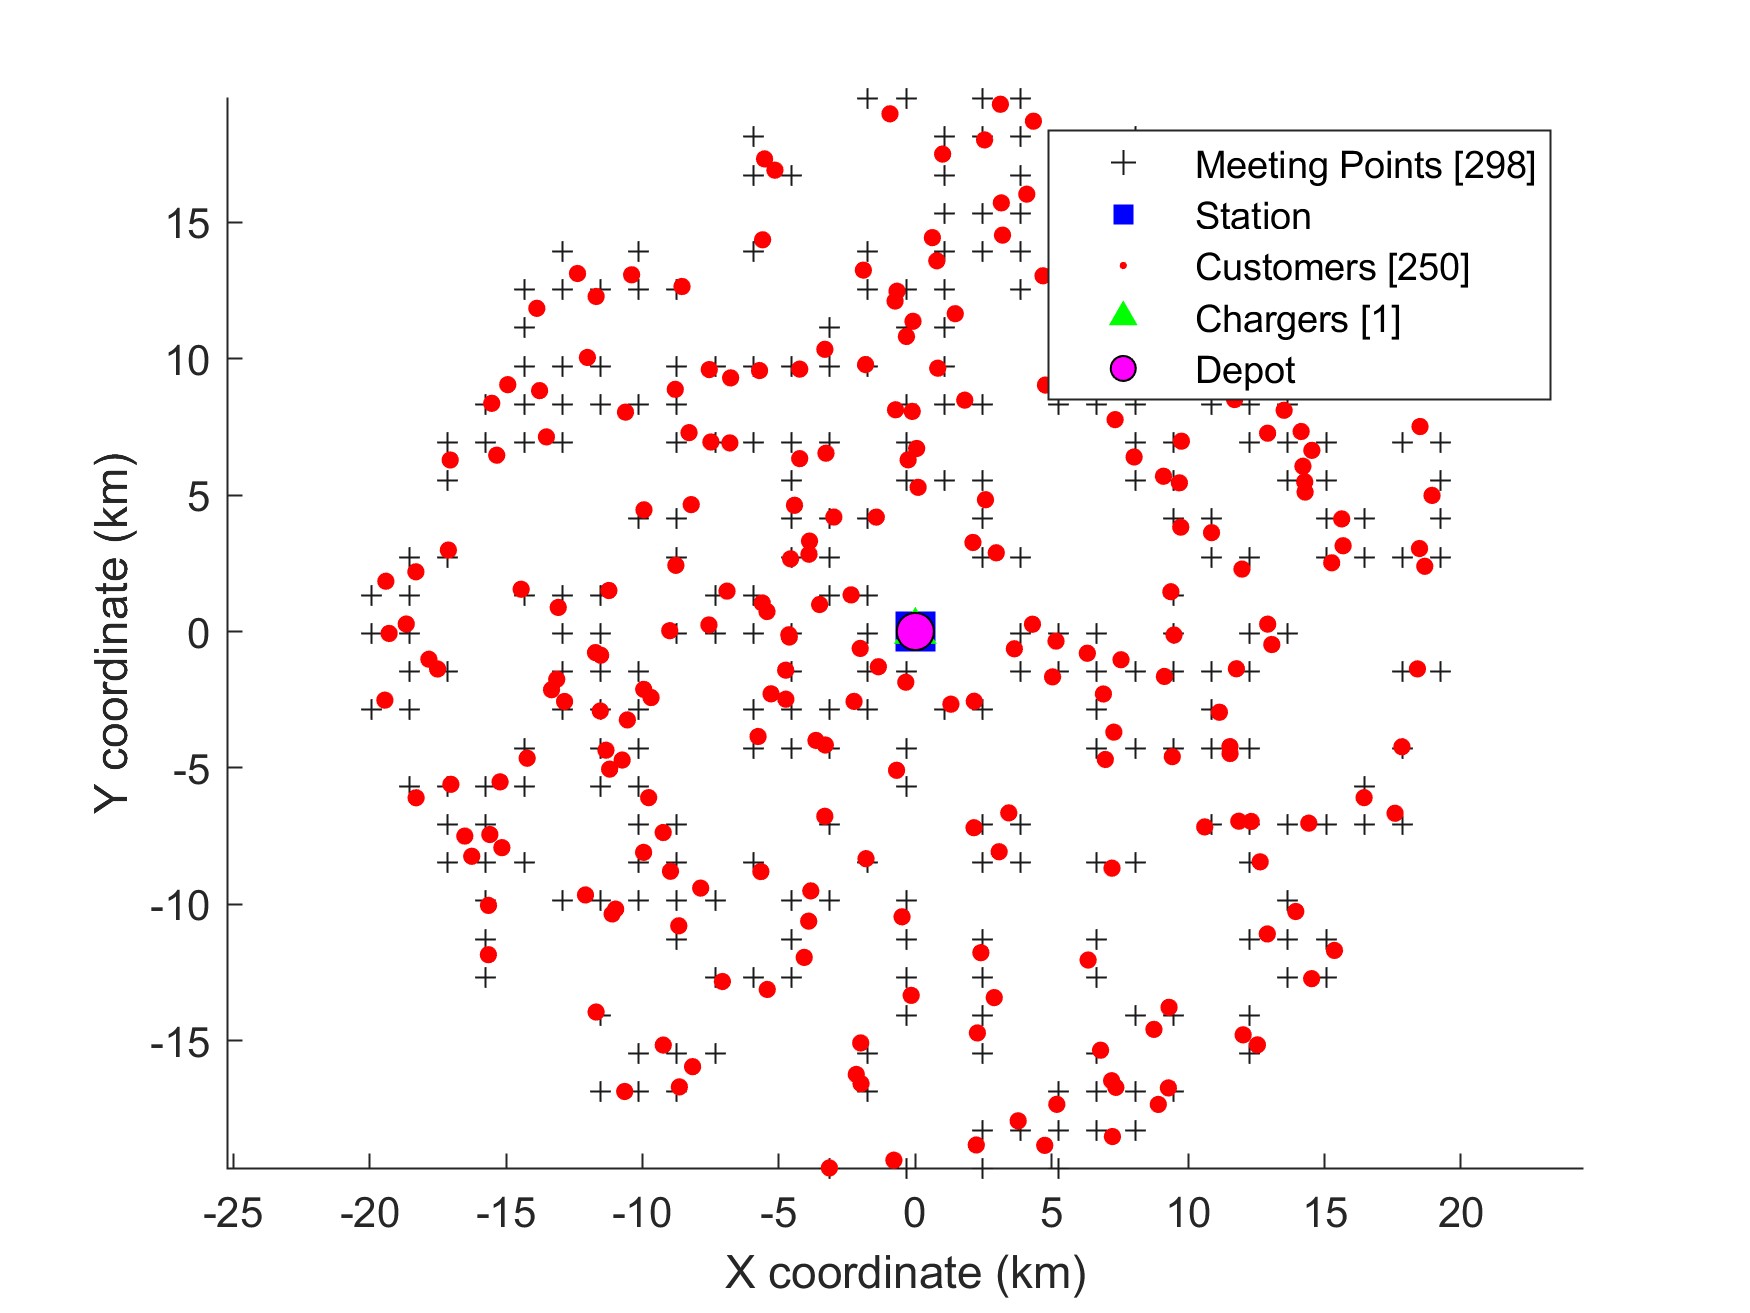 Meeting Points [298]
Station
Customers [250]
Chargers [1]
Depot
15
10
5
0
-5
-10
-15
Y coordinate (km)
-25 -20 -15 -10 -5 0 5 10 15 20
X coordinate (km)